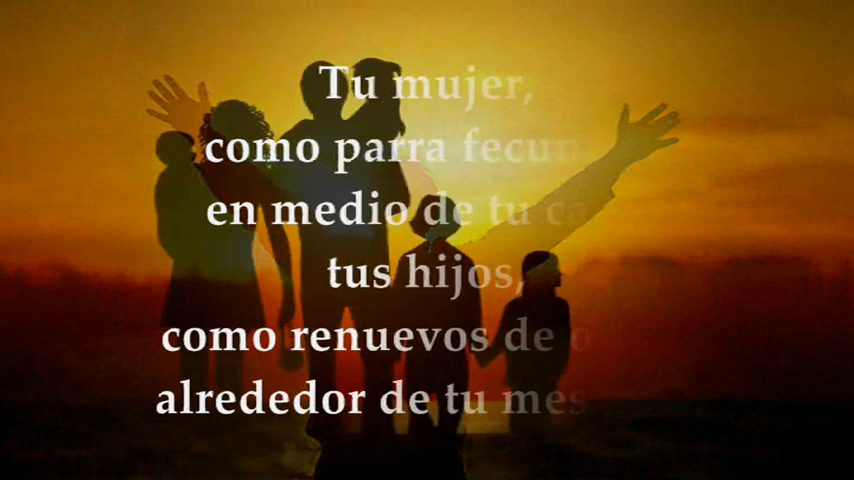 Tu mujer,
como parra
en medio de tu
tus hijos,
como renuevos de
alrededor de tu